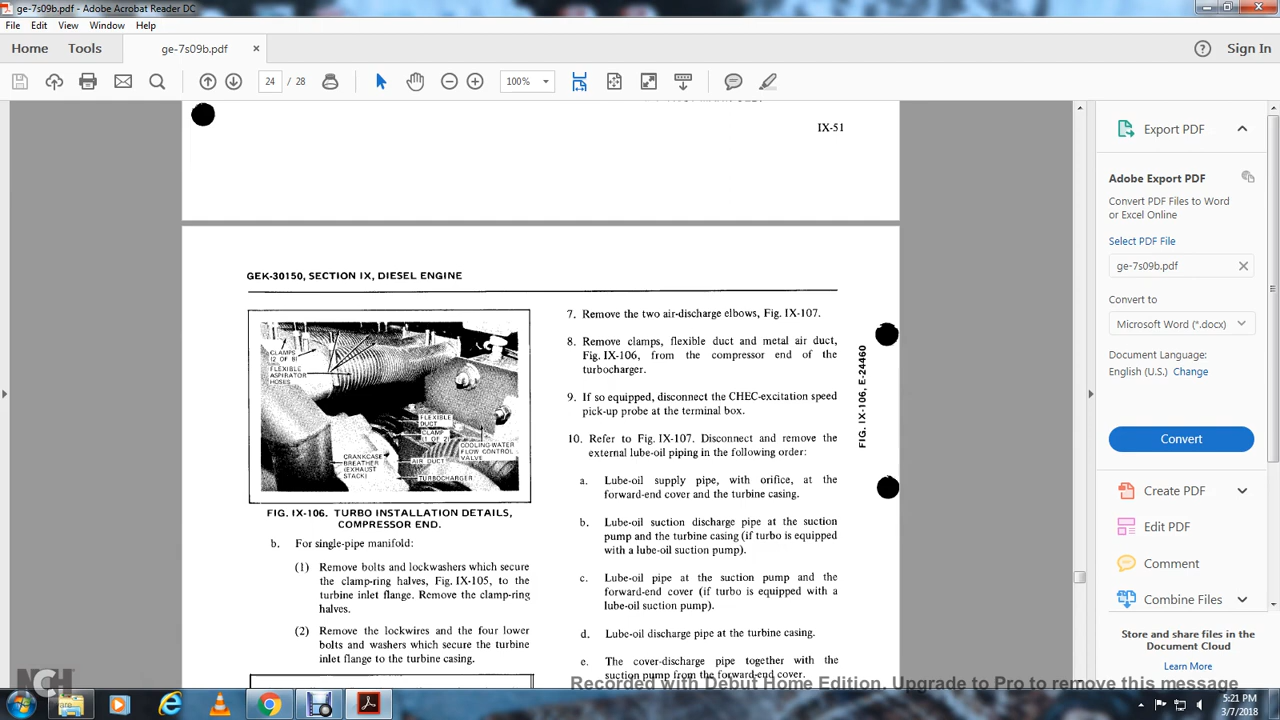 ge-7s09b.pdf - Adobe Acrobat Reader DC
File Edit View Window Help
Home Tools ge-7s09b.pdf × ? Sign In
24 / 28 100%
IX-51
GEK-30150, SECTION IX, DIESEL ENGINE
CLAMPS
(2 OF 8)
FLEXIBLE
ASPIRATOR
HOSES
FLEXIBLE
DUCT
CLAMP
(1 OF 2)
COOLING WATER
FLOW CONTROL
VALVE
CRANKCASE
BREATHER
(EXHAUST
STACK)
AIR DUCT
TURBOCHARGER
FIG. IX-106. TURBO INSTALLATION DETAILS,
COMPRESSOR END.
b. For single-pipe manifold:
(1) Remove bolts and lockwashers which secure
the clamp-ring halves, Fig. IX-105, to the
turbine inlet flange. Remove the clamp-ring
halves.
(2) Remove the lockwires and the four lower
bolts and washers which secure the turbine
inlet flange to the turbine casing.
7. Remove the two air-discharge elbows, Fig. IX-107.
8. Remove clamps, flexible duct and metal air duct,
Fig. IX-106, from the compressor end of the
turbocharger.
9. If so equipped, disconnect the CHEC-excitation speed
pick-up probe at the terminal box.
10. Refer to Fig. IX-107. Disconnect and remove the
external lube-oil piping in the following order:
a. Lube-oil supply pipe, with orifice, at the
forward-end cover and the turbine casing.
b. Lube-oil suction discharge pipe at the suction
pump and the turbine casing (if turbo is equipped
with a lube-oil suction pump).
c. Lube-oil pipe at the suction pump and the
forward-end cover (if turbo is equipped with a
lube-oil suction pump).
d. Lube-oil discharge pipe at the turbine casing.
e. The cover-discharge pipe together with the
suction pump from the forward-end cover.
FIG. IX-106, E-24460
Export PDF
Adobe Export PDF
Convert PDF Files to Word
or Excel Online
Select PDF File
ge-7s09b.pdf
Convert to
Microsoft Word (*.docx)
Document Language:
English (U.S.) Change
Convert
Create PDF
Edit PDF
Comment
Combine Files
Store and share files in the
Document Cloud
Learn More
NCH
Recorded with Debut Home Edition. Upgrade to Pro to remove this message
5:21 PM
3/7/2018